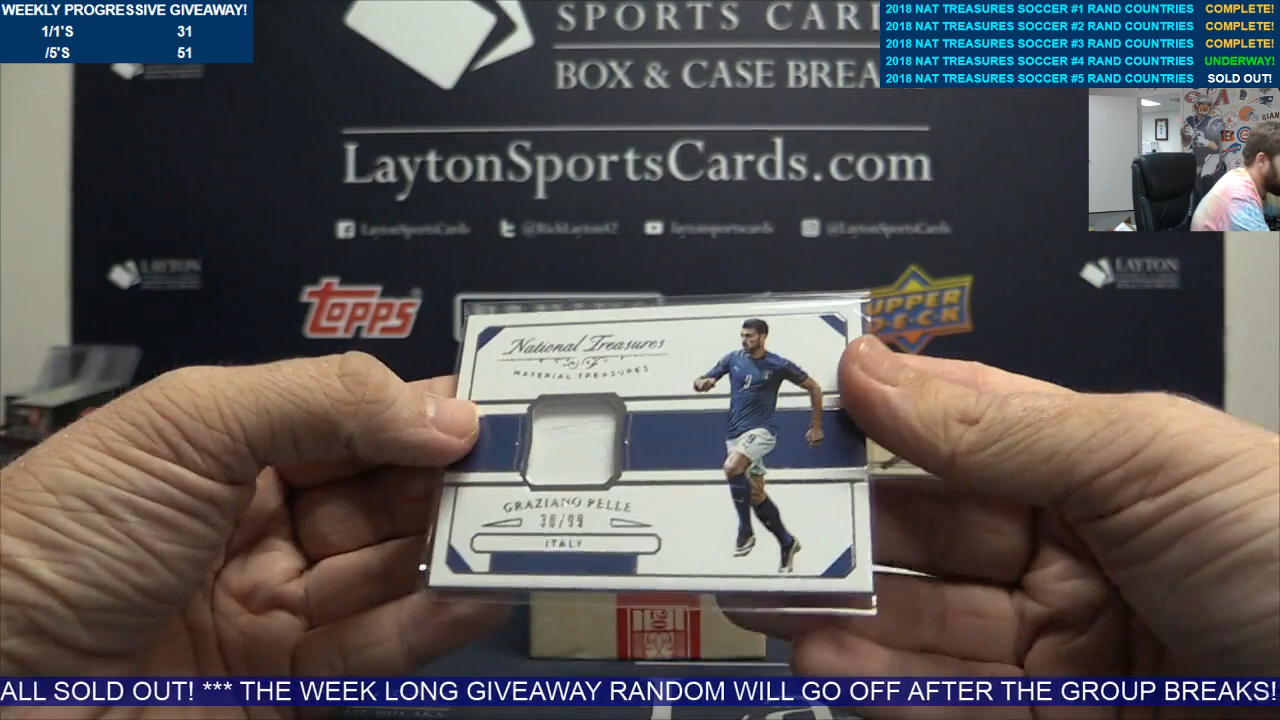 WEEKLY PROGRESSIVE GIVEAWAY!
1/1'S 31
/5'S 51
2018 NAT TREASURES SOCCER #1 RAND COUNTRIES COMPLETE!
2018 NAT TREASURES SOCCER #2 RAND COUNTRIES COMPLETE!
2018 NAT TREASURES SOCCER #3 RAND COUNTRIES COMPLETE!
2018 NAT TREASURES SOCCER #4 RAND COUNTRIES UNDERWAY!
2018 NAT TREASURES SOCCER #5 RAND COUNTRIES SOLD OUT!
SPORTS CAR
BOX & CASE BREA
LaytonSportsCards.com
LaytonSportsCards @RichLayton42 laytonsportscards @LaytonSportsCards
LAYTON
LAYTON
topps
UPPER DECK
National Treasures
MATERIAL TREASURES
GRAZIANO PELLE
30/99
ITALY
ALL SOLD OUT! *** THE WEEK LONG GIVEAWAY RANDOM WILL GO OFF AFTER THE GROUP BREAKS!